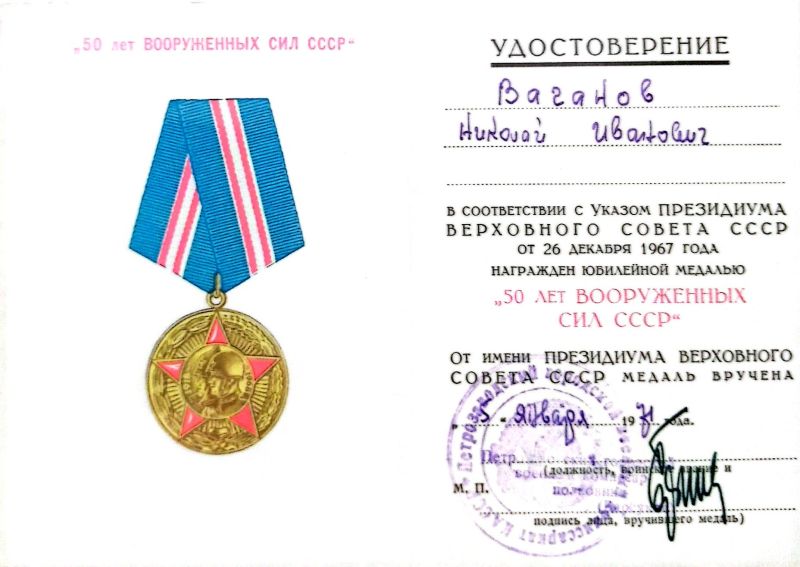 „50 лет ВООРУЖЕННЫХ СИЛ СССР“
УДОСТОВЕРЕНИЕ
Ваганов
Николай Иванович
В СООТВЕТСТВИИ С УКАЗОМ ПРЕЗИДИУМА
ВЕРХОВНОГО СОВЕТА СССР
ОТ 26 ДЕКАБРЯ 1967 ГОДА
НАГРАЖДЕН ЮБИЛЕЙНОЙ МЕДАЛЬЮ
„50 ЛЕТ ВООРУЖЕННЫХ
СИЛ СССР“
ОТ ИМЕНИ ПРЕЗИДИУМА ВЕРХОВНОГО
СОВЕТА СССР МЕДАЛЬ ВРУЧЕНА
„5“ января 1971 года.
(должность, воинское звание и
М. П.
подпись лица, вручившего медаль)